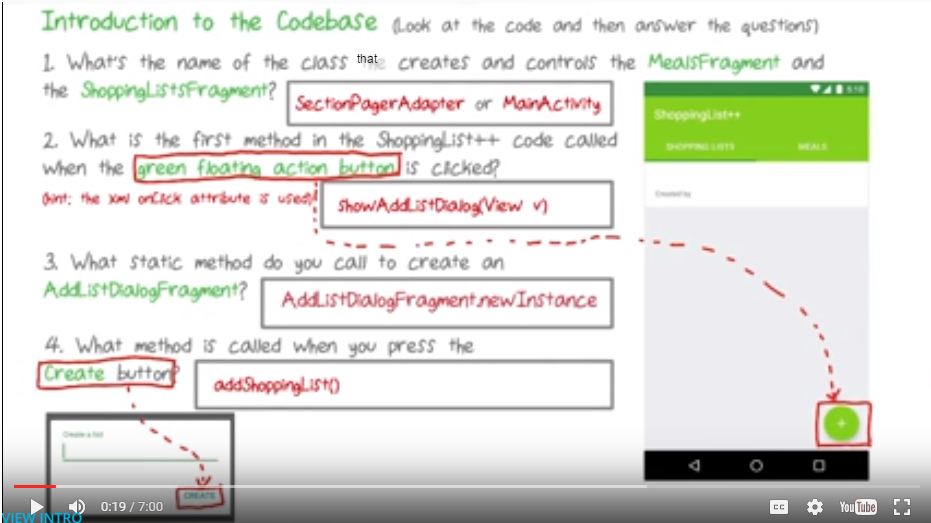 Introduction to the Codebase (Look at the code and then answer the questions)
1. What's the name of the class that creates and controls the MealsFragment and
the ShoppingListsFragment?
SectionPagerAdapter or MainActivity
2. What is the first method in the ShoppingList++ code called
when the green floating action button is clicked?
(hint: the xml onClick attribute is used)
showAddListDialog(View v)
3. What static method do you call to create an
AddListDialogFragment?
AddListDialogFragment.newInstance
4. What method is called when you press the
Create button?
addShoppingList()
Create a list
CREATE
5:10
ShoppingList++
SHOPPING LISTS MEALS
Created by
+
0:19 / 7:00
CC
YouTube
VIEW INTRO